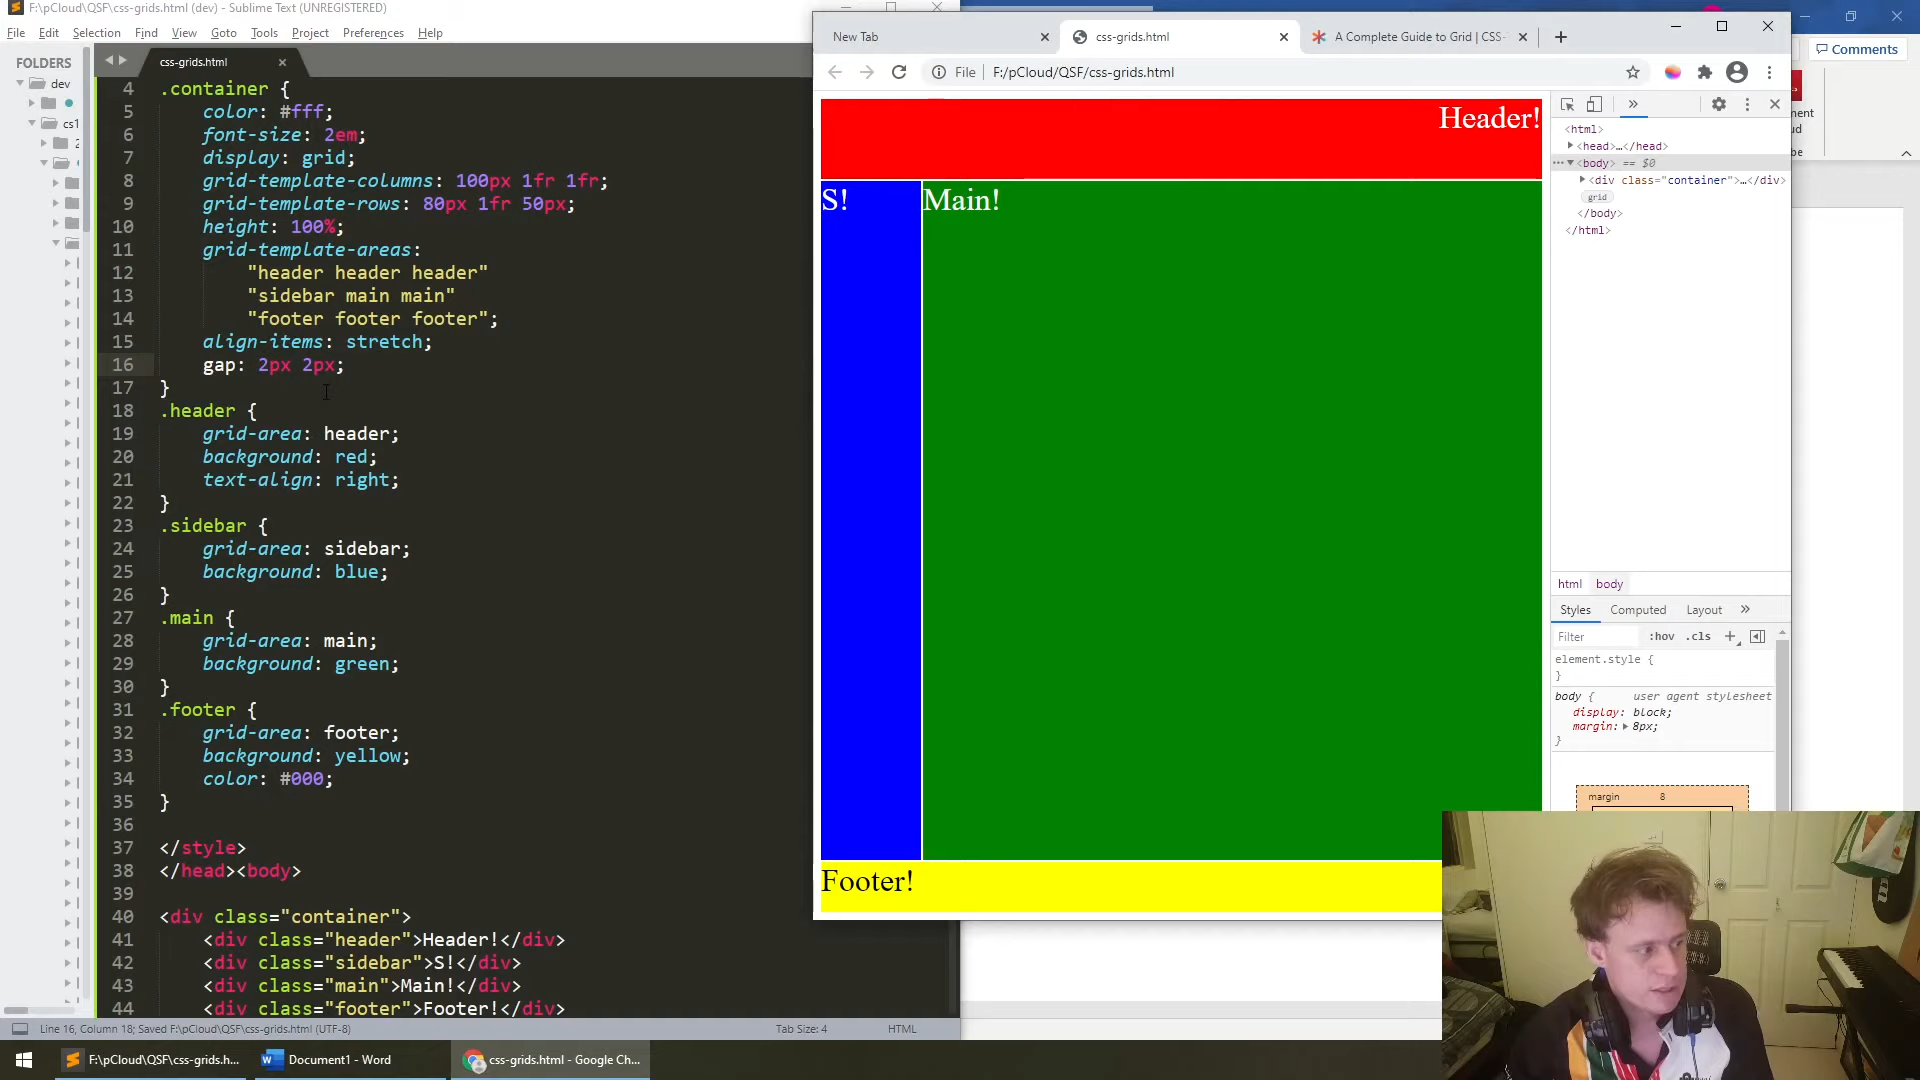 F:\pCloud\QSF\css-grids.html (dev) - Sublime Text (UNREGISTERED)
File Edit Selection Find View Goto Tools Project Preferences Help
FOLDERS
dev
cs1
css-grids.html
4 .container {
5 color: #fff;
6 font-size: 2em;
7 display: grid;
8 grid-template-columns: 100px 1fr 1fr;
9 grid-template-rows: 80px 1fr 50px;
10 height: 100%;
11 grid-template-areas:
12 "header header header"
13 "sidebar main main"
14 "footer footer footer";
15 align-items: stretch;
16 gap: 2px 2px;
17 }
18 .header {
19 grid-area: header;
20 background: red;
21 text-align: right;
22 }
23 .sidebar {
24 grid-area: sidebar;
25 background: blue;
26 }
27 .main {
28 grid-area: main;
29 background: green;
30 }
31 .footer {
32 grid-area: footer;
33 background: yellow;
34 color: #000;
35 }
36
37 </style>
38 </head><body>
39
40 <div class="container">
41 <div class="header">Header!</div>
42 <div class="sidebar">S!</div>
43 <div class="main">Main!</div>
44 <div class="footer">Footer!</div>
Line 16, Column 18; Saved F:\pCloud\QSF\css-grids.html (UTF-8)
Tab Size: 4
HTML
New Tab
css-grids.html
A Complete Guide to Grid | CSS-
File F:/pCloud/QSF/css-grids.html
Header!
S!
Main!
Footer!
<html>
<head>…</head>
<body> == $0
<div class="container">…</div>
grid
</body>
</html>
html body
Styles Computed Layout
Filter :hov .cls
element.style {
}
body { user agent stylesheet
display: block;
margin: 8px;
}
margin 8
Comments
F:\pCloud\QSF\css-grids.h...
Document1 - Word
css-grids.html - Google Ch...